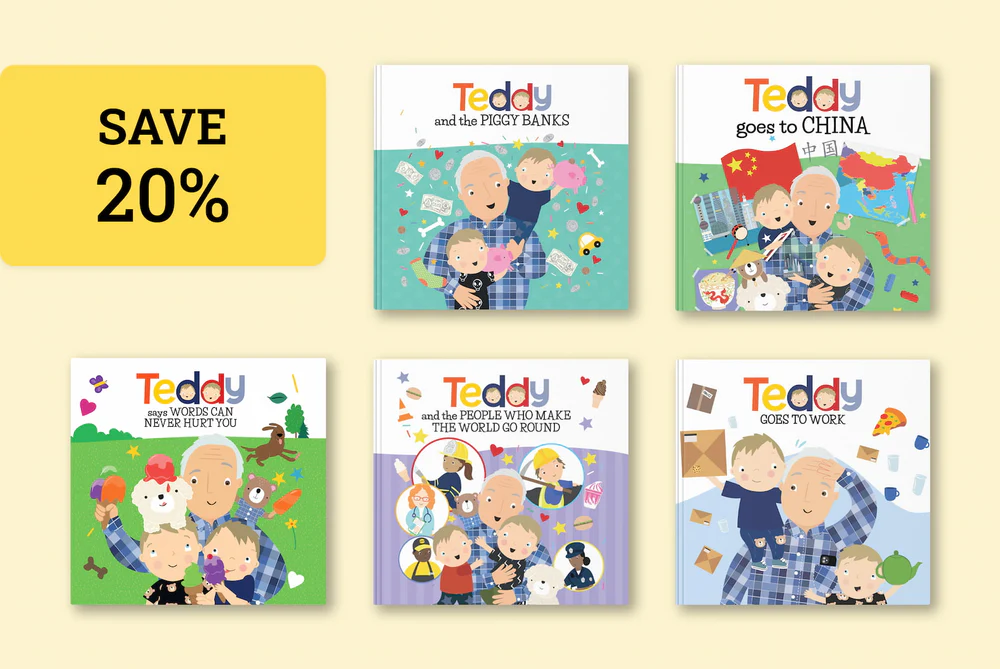 SAVE
20%
Teddy
and the PIGGY BANKS
Teddy
goes to CHINA
中国
Teddy
says WORDS CAN
NEVER HURT YOU
Teddy
and the PEOPLE WHO MAKE
THE WORLD GO ROUND
Teddy
GOES TO WORK